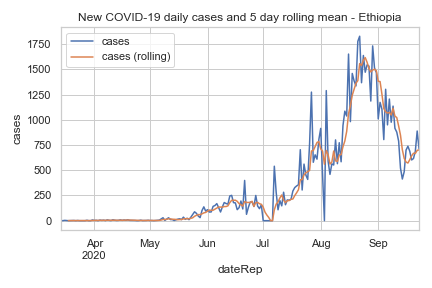 New COVID-19 daily cases and 5 day rolling mean - Ethiopia
cases
cases (rolling)
1750
1500
1250
1000
750
500
250
0
cases
Apr May Jun Jul Aug Sep
2020
dateRep